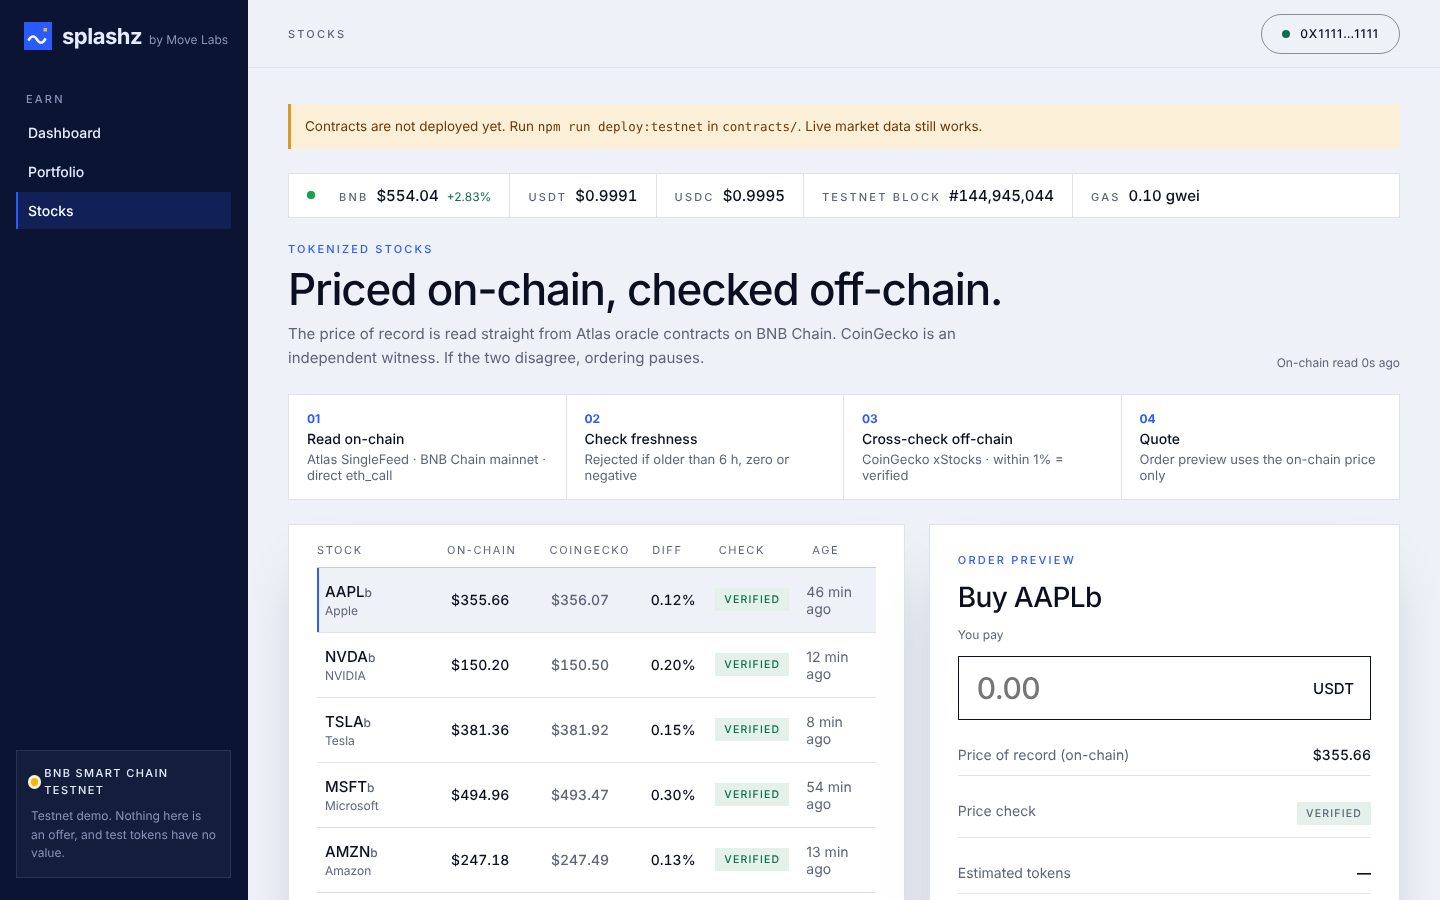 splashz by Move Labs
EARN
Dashboard
Portfolio
Stocks
BNB SMART CHAIN
TESTNET
Testnet demo. Nothing here is
an offer, and test tokens have no
value.
STOCKS
0X1111...1111
Contracts are not deployed yet. Run npm run deploy:testnet in contracts/. Live market data still works.
BNB $554.04 +2.83% USDT $0.9991 USDC $0.9995 TESTNET BLOCK #144,945,044 GAS 0.10 gwei
TOKENIZED STOCKS
Priced on-chain, checked off-chain.
The price of record is read straight from Atlas oracle contracts on BNB Chain. CoinGecko is an
independent witness. If the two disagree, ordering pauses.
On-chain read 0s ago
01
Read on-chain
Atlas SingleFeed · BNB Chain mainnet ·
direct eth_call
02
Check freshness
Rejected if older than 6 h, zero or
negative
03
Cross-check off-chain
CoinGecko xStocks · within 1% =
verified
04
Quote
Order preview uses the on-chain price
only
STOCK ON-CHAIN COINGECKO DIFF CHECK AGE
AAPLb $355.66 $356.07 0.12% VERIFIED 46 min ago
Apple
NVDAb $150.20 $150.50 0.20% VERIFIED 12 min ago
NVIDIA
TSLAb $381.36 $381.92 0.15% VERIFIED 8 min ago
Tesla
MSFTb $494.96 $493.47 0.30% VERIFIED 54 min ago
Microsoft
AMZNb $247.18 $247.49 0.13% VERIFIED 13 min ago
Amazon
ORDER PREVIEW
Buy AAPLb
You pay
0.00 USDT
Price of record (on-chain) $355.66
Price check VERIFIED
Estimated tokens —